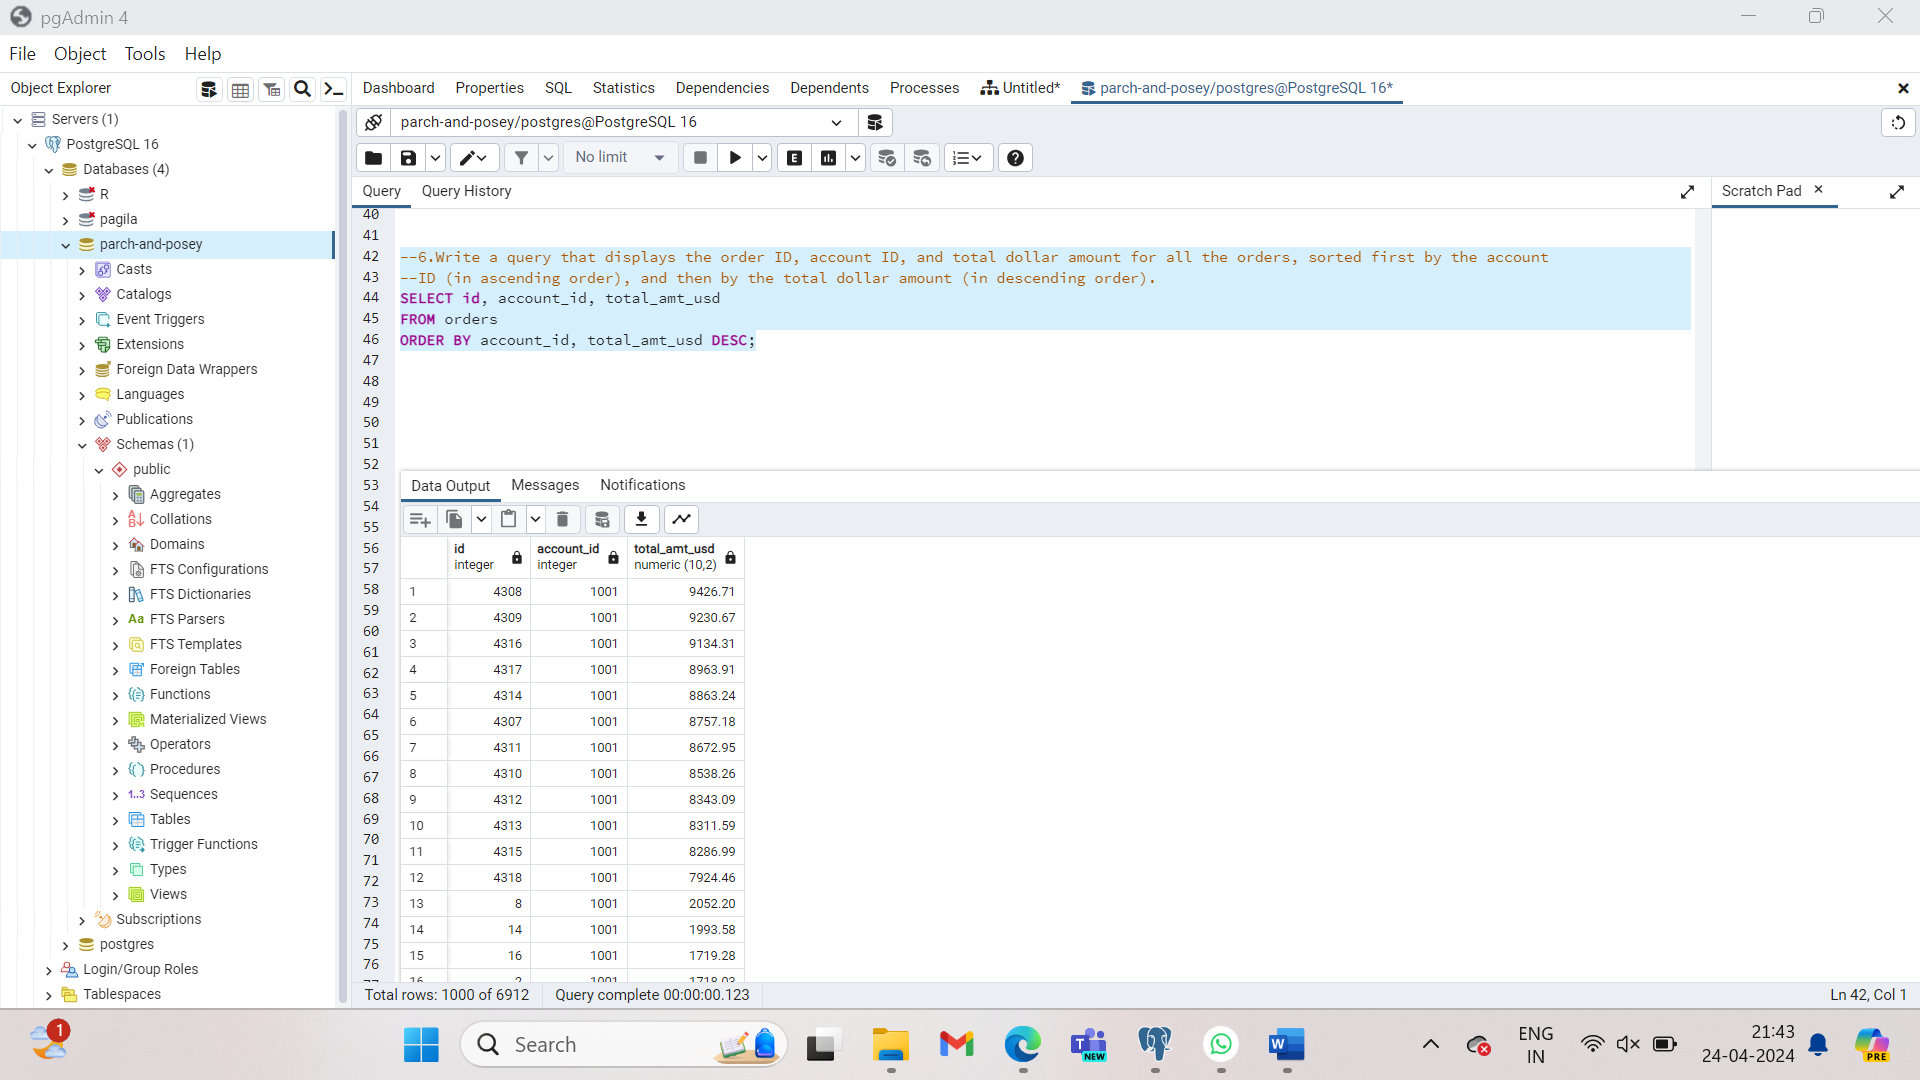 pgAdmin 4
File Object Tools Help
Object Explorer
Dashboard Properties SQL Statistics Dependencies Dependents Processes Untitled* parch-and-posey/postgres@PostgreSQL 16*
Servers (1)
PostgreSQL 16
Databases (4)
R
pagila
parch-and-posey
Casts
Catalogs
Event Triggers
Extensions
Foreign Data Wrappers
Languages
Publications
Schemas (1)
public
Aggregates
Collations
Domains
FTS Configurations
FTS Dictionaries
Aa FTS Parsers
FTS Templates
Foreign Tables
Functions
Materialized Views
Operators
Procedures
1..3 Sequences
Tables
Trigger Functions
Types
Views
Subscriptions
postgres
Login/Group Roles
Tablespaces
parch-and-posey/postgres@PostgreSQL 16
No limit
E
Query Query History
Scratch Pad
40
41
42 --6.Write a query that displays the order ID, account ID, and total dollar amount for all the orders, sorted first by the account
43 --ID (in ascending order), and then by the total dollar amount (in descending order).
44 SELECT id, account_id, total_amt_usd
45 FROM orders
46 ORDER BY account_id, total_amt_usd DESC;
47
48
49
50
51
52
53
54
55
56
57
58
59
60
61
62
63
64
65
66
67
68
69
70
71
72
73
74
75
76
77
Data Output Messages Notifications
id account_id total_amt_usd
integer integer numeric (10,2)
1 4308 1001 9426.71
2 4309 1001 9230.67
3 4316 1001 9134.31
4 4317 1001 8963.91
5 4314 1001 8863.24
6 4307 1001 8757.18
7 4311 1001 8672.95
8 4310 1001 8538.26
9 4312 1001 8343.09
10 4313 1001 8311.59
11 4315 1001 8286.99
12 4318 1001 7924.46
13 8 1001 2052.20
14 14 1001 1993.58
15 16 1001 1719.28
16 2 1001 1718.03
Total rows: 1000 of 6912 Query complete 00:00:00.123
Ln 42, Col 1
1
Search
T
NEW
W
ENG
IN
21:43
24-04-2024
PRE